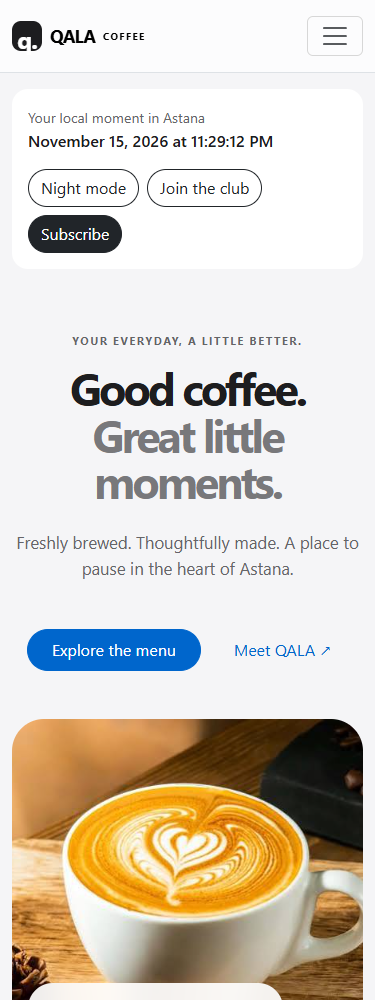 q.
QALA COFFEE
Your local moment in Astana
November 15, 2026 at 11:29:12 PM
Night mode
Join the club
Subscribe
YOUR EVERYDAY, A LITTLE BETTER.
Good coffee.
Great little
moments.
Freshly brewed. Thoughtfully made. A place to
pause in the heart of Astana.
Explore the menu
Meet QALA ↗